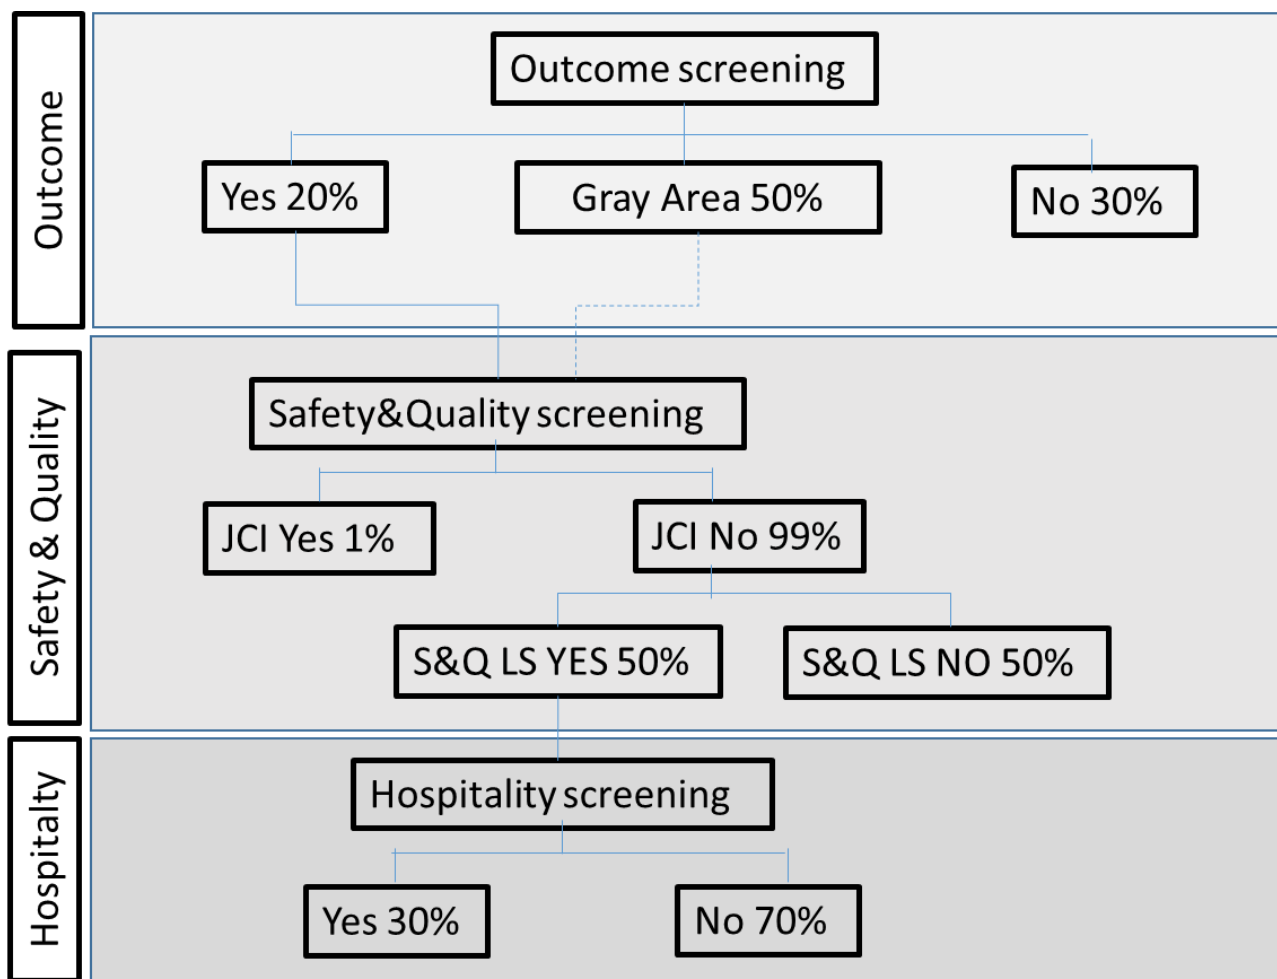 Outcome
Outcome screening
Yes 20%
Gray Area 50%
No 30%
Safety & Quality
Safety&Quality screening
JCI Yes 1%
JCI No 99%
S&Q LS YES 50%
S&Q LS NO 50%
Hospitalty
Hospitality screening
Yes 30%
No 70%